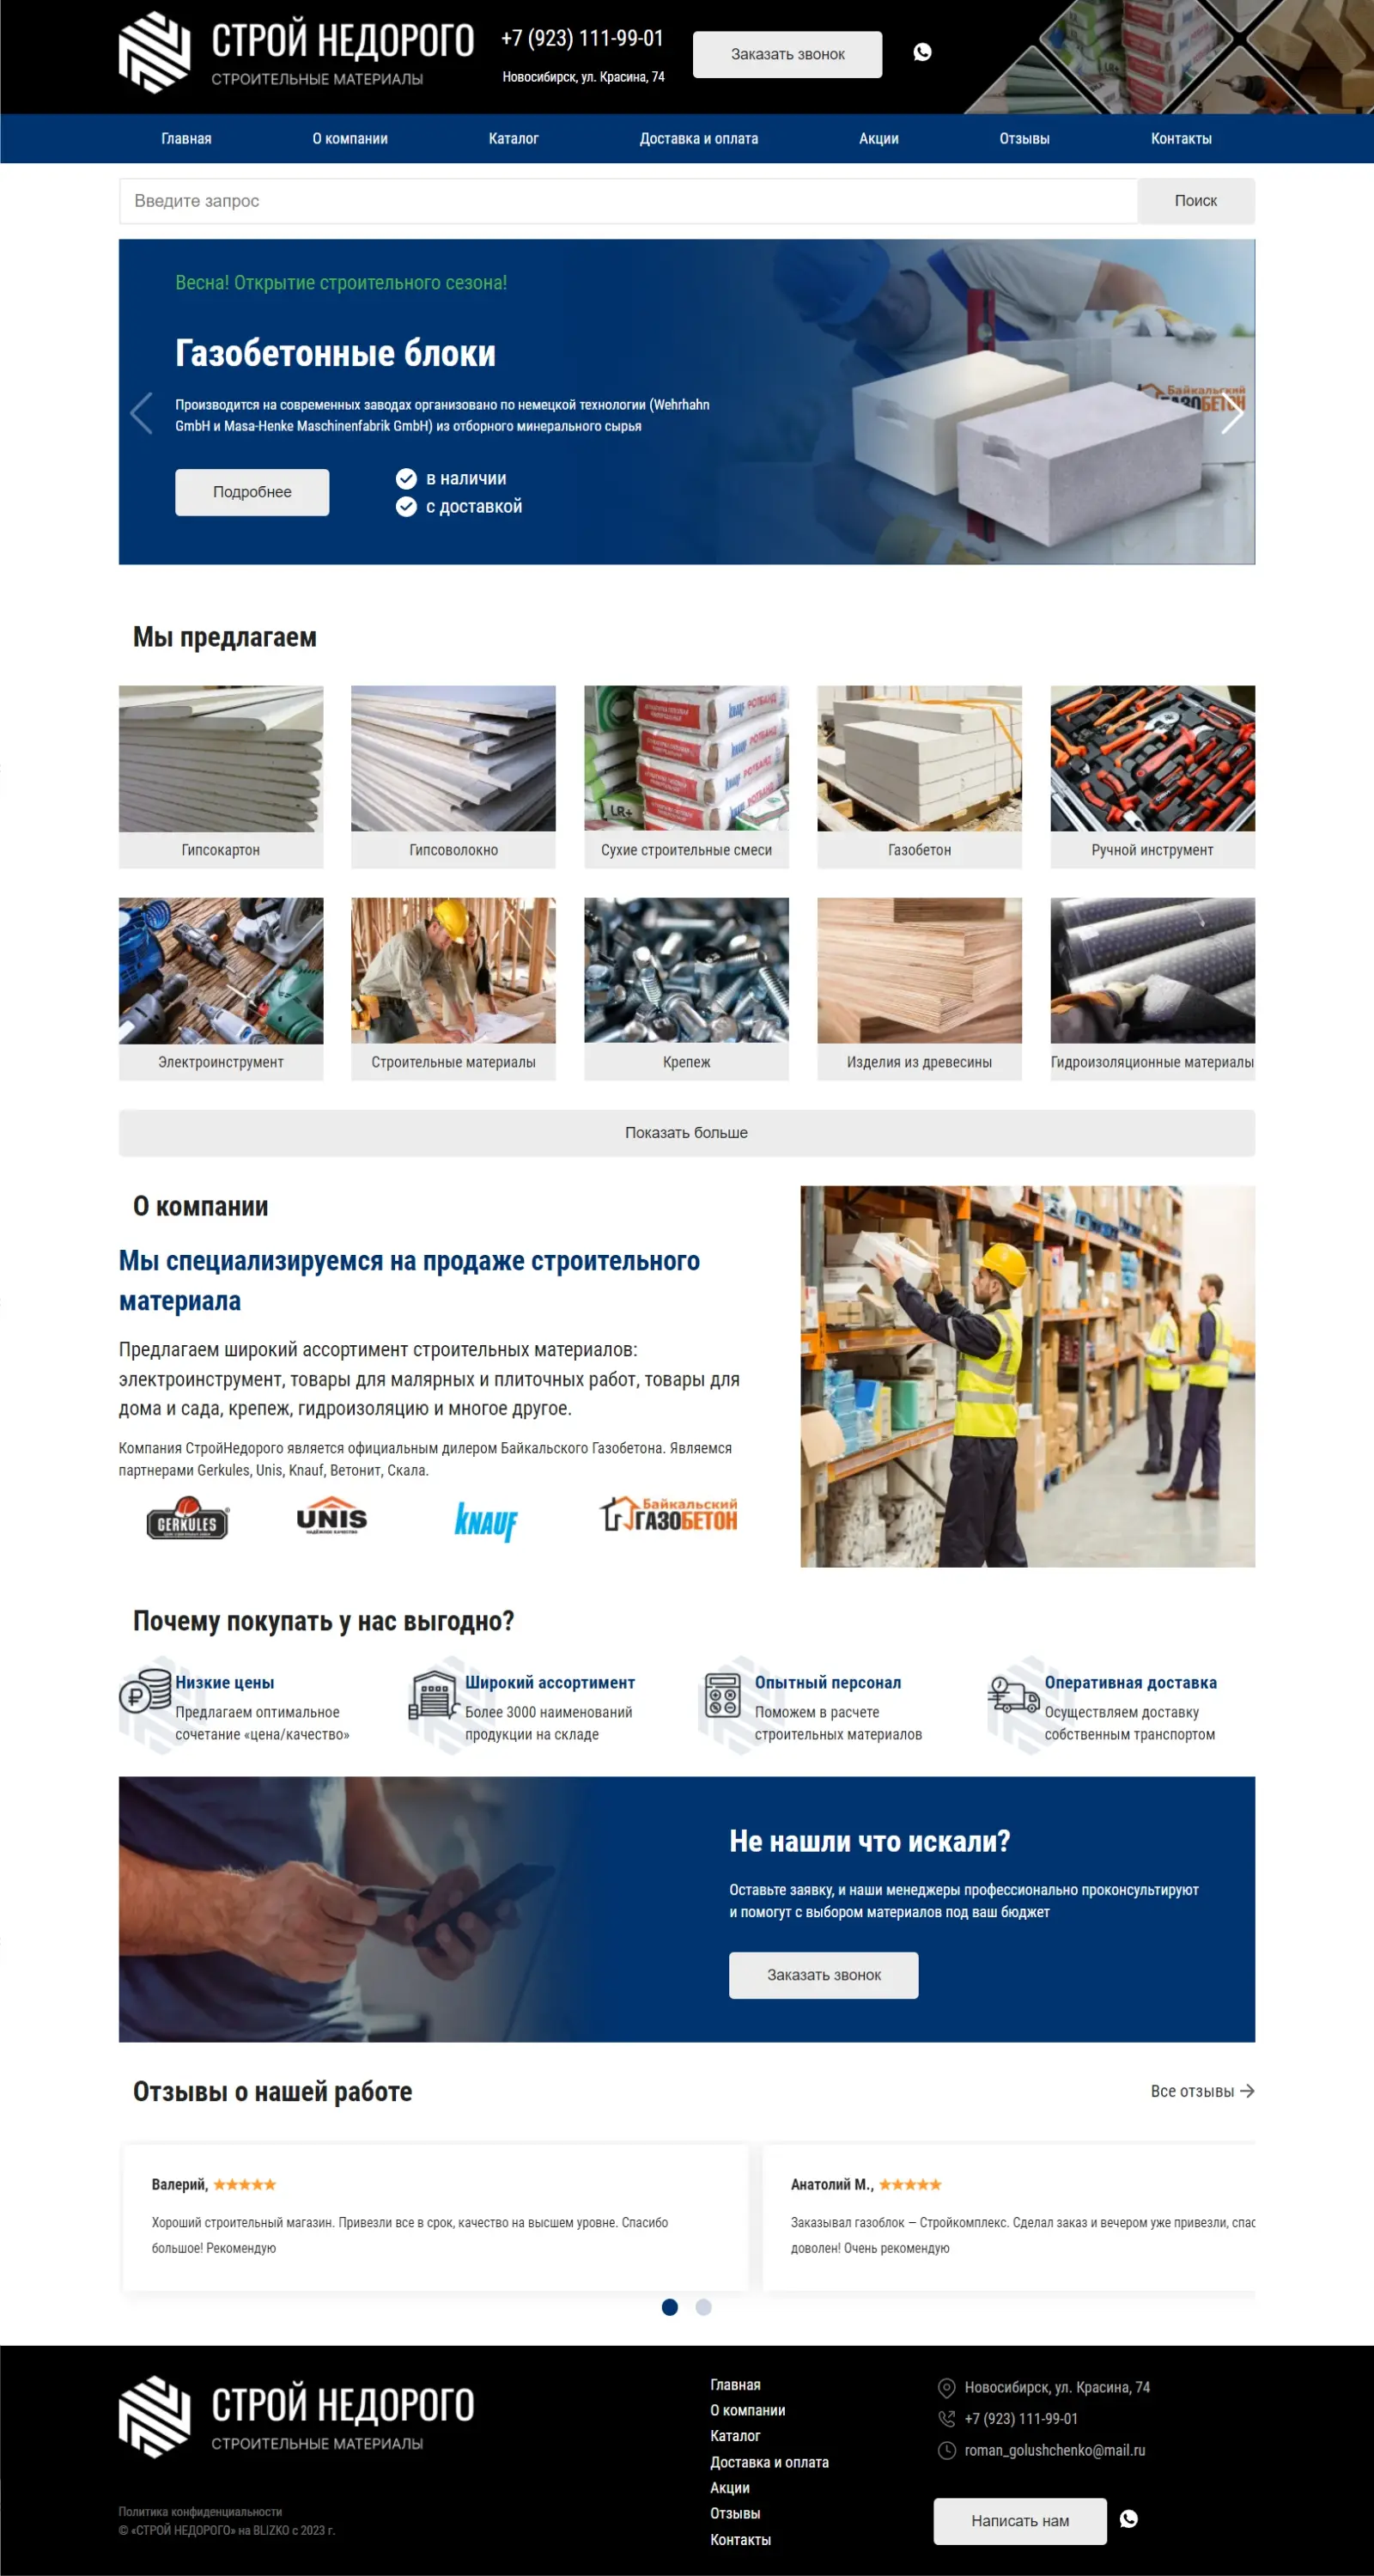 СТРОЙ НЕДОРОГО
СТРОИТЕЛЬНЫЕ МАТЕРИАЛЫ
+7 (923) 111-99-01
Новосибирск, ул. Красина, 74
Заказать звонок
Главная
О компании
Каталог
Доставка и оплата
Акции
Отзывы
Контакты
Введите запрос
Поиск
Весна! Открытие строительного сезона!
Газобетонные блоки
Производится на современных заводах организовано по немецкой технологии (Wehrhahn
GmbH и Masa-Henke Maschinenfabrik GmbH) из отборного минерального сырья
Подробнее
в наличии
с доставкой
Байкальский
ГАЗОБЕТОН
Мы предлагаем
Гипсокартон
Гипсоволокно
Сухие строительные смеси
Газобетон
Ручной инструмент
Электроинструмент
Строительные материалы
Крепеж
Изделия из древесины
Гидроизоляционные материалы
Показать больше
О компании
Мы специализируемся на продаже строительного
материала
Предлагаем широкий ассортимент строительных материалов:
электроинструмент, товары для малярных и плиточных работ, товары для
дома и сада, крепеж, гидроизоляцию и многое другое.
Компания СтройНедорого является официальным дилером Байкальского Газобетона. Являемся
партнерами Gerkules, Unis, Knauf, Ветонит, Скала.
GERKULES
UNIS
НАДЁЖНОЕ КАЧЕСТВО
KNAUF
Байкальский
ГАЗОБЕТОН
Почему покупать у нас выгодно?
Низкие цены
Предлагаем оптимальное
сочетание «цена/качество»
Широкий ассортимент
Более 3000 наименований
продукции на складе
Опытный персонал
Поможем в расчете
строительных материалов
Оперативная доставка
Осуществляем доставку
собственным транспортом
Не нашли что искали?
Оставьте заявку, и наши менеджеры профессионально проконсультируют
и помогут с выбором материалов под ваш бюджет
Заказать звонок
Отзывы о нашей работе
Все отзывы
Валерий,
Хороший строительный магазин. Привезли все в срок, качество на высшем уровне. Спасибо
большое! Рекомендую
Анатолий М.,
Заказывал газоблок — Стройкомплекс. Сделал заказ и вечером уже привезли, спас
доволен! Очень рекомендую
СТРОЙ НЕДОРОГО
СТРОИТЕЛЬНЫЕ МАТЕРИАЛЫ
Политика конфиденциальности
© «СТРОЙ НЕДОРОГО» на BLIZKO с 2023 г.
Главная
О компании
Каталог
Доставка и оплата
Акции
Отзывы
Контакты
Новосибирск, ул. Красина, 74
+7 (923) 111-99-01
roman_golushchenko@mail.ru
Написать нам